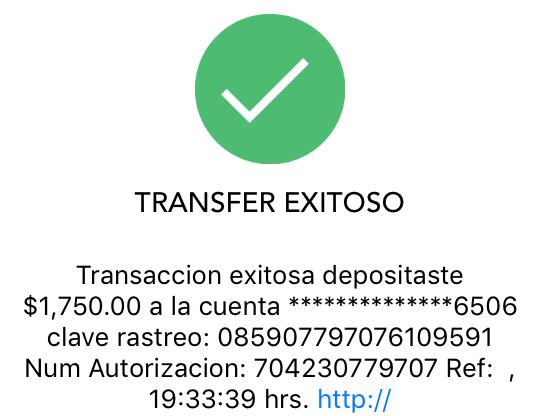 TRANSFER EXITOSO
Transaccion exitosa depositaste
$1,750.00 a la cuenta **************6506
clave rastreo: 085907797076109591
Num Autorizacion: 704230779707 Ref:  ,
19:33:39 hrs. http://